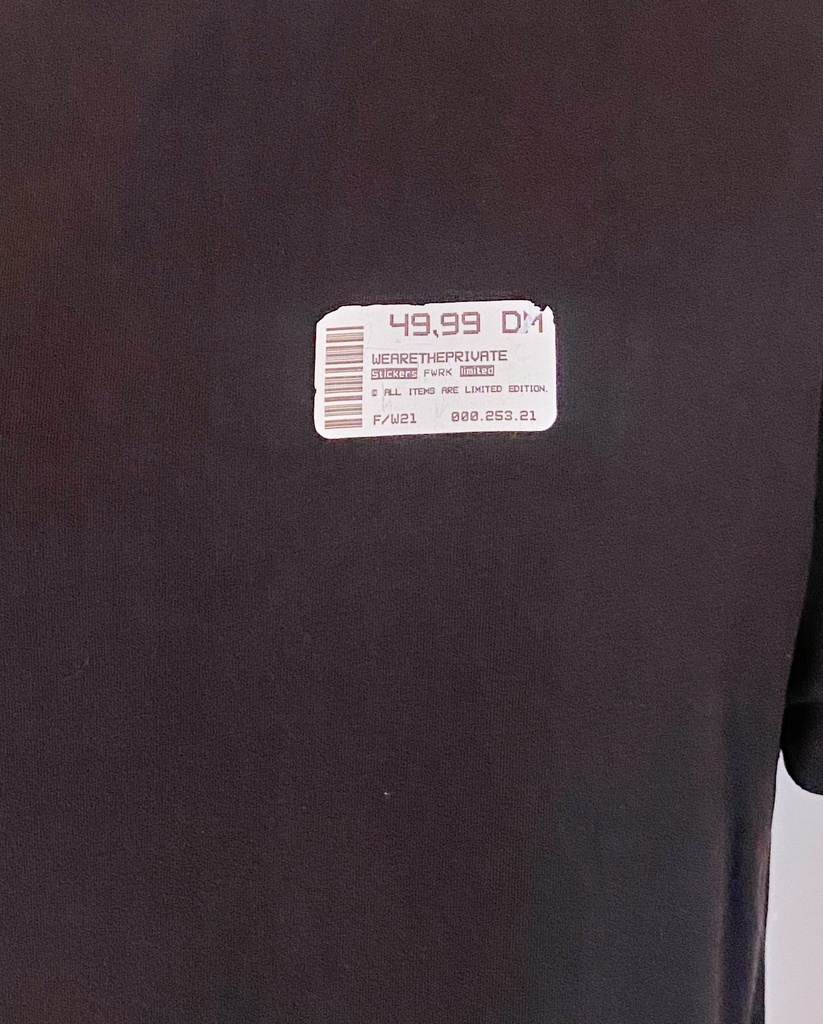 49,99 DM
WEARETHEPRIVATE
Stickers FWRK limited
© ALL ITEMS ARE LIMITED EDITION.
F/W21 000.253.21